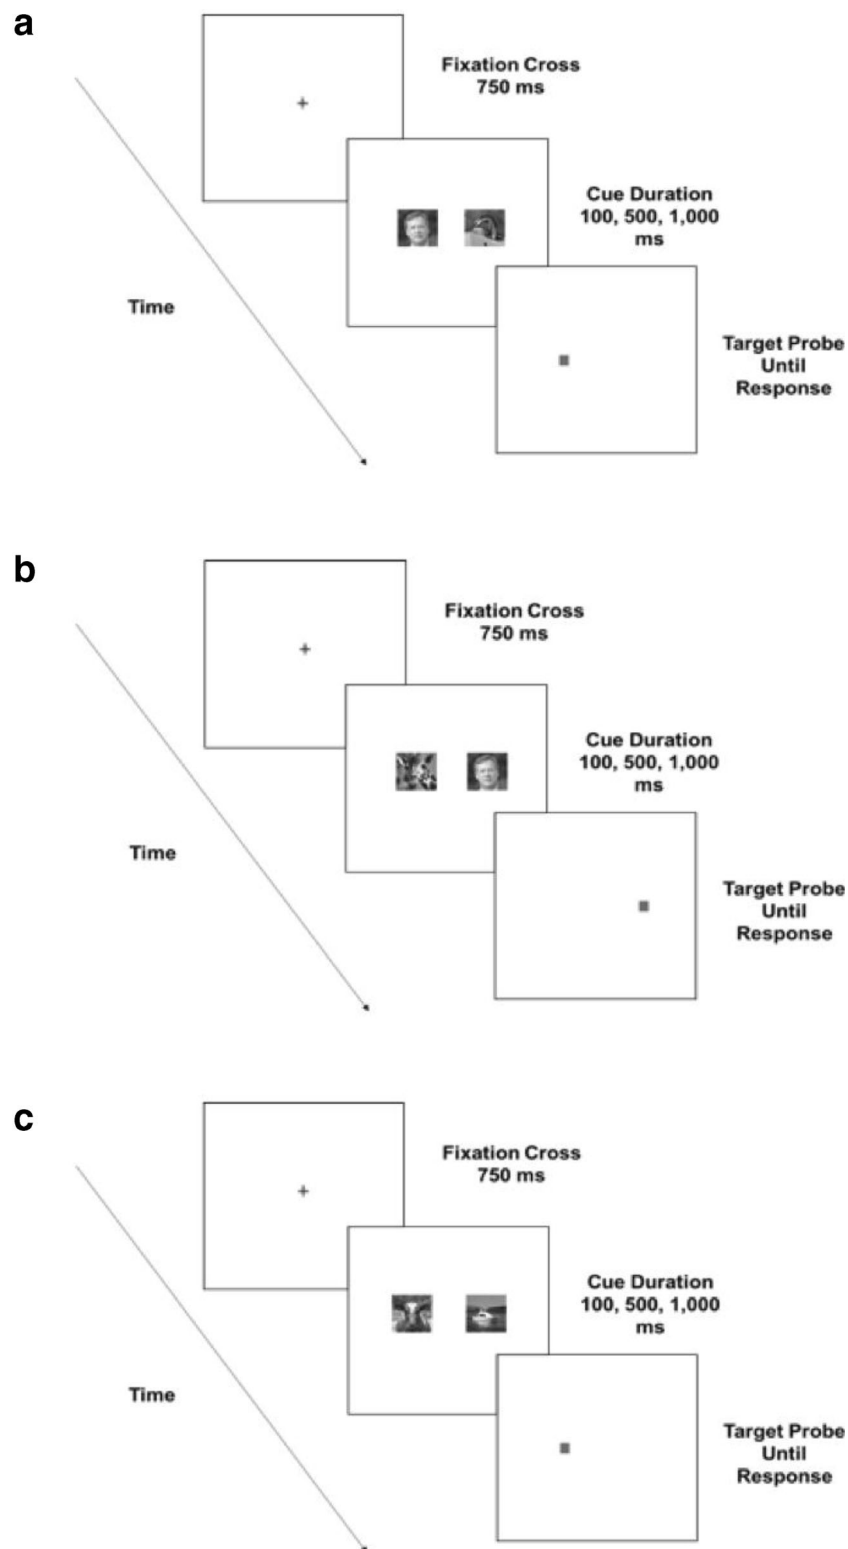 a
Fixation Cross
750 ms
Cue Duration
100, 500, 1,000
ms
Time
Target Probe
Until
Response
b
Fixation Cross
750 ms
Cue Duration
100, 500, 1,000
ms
Time
Target Probe
Until
Response
c
Fixation Cross
750 ms
Cue Duration
100, 500, 1,000
ms
Time
Target Probe
Until
Response